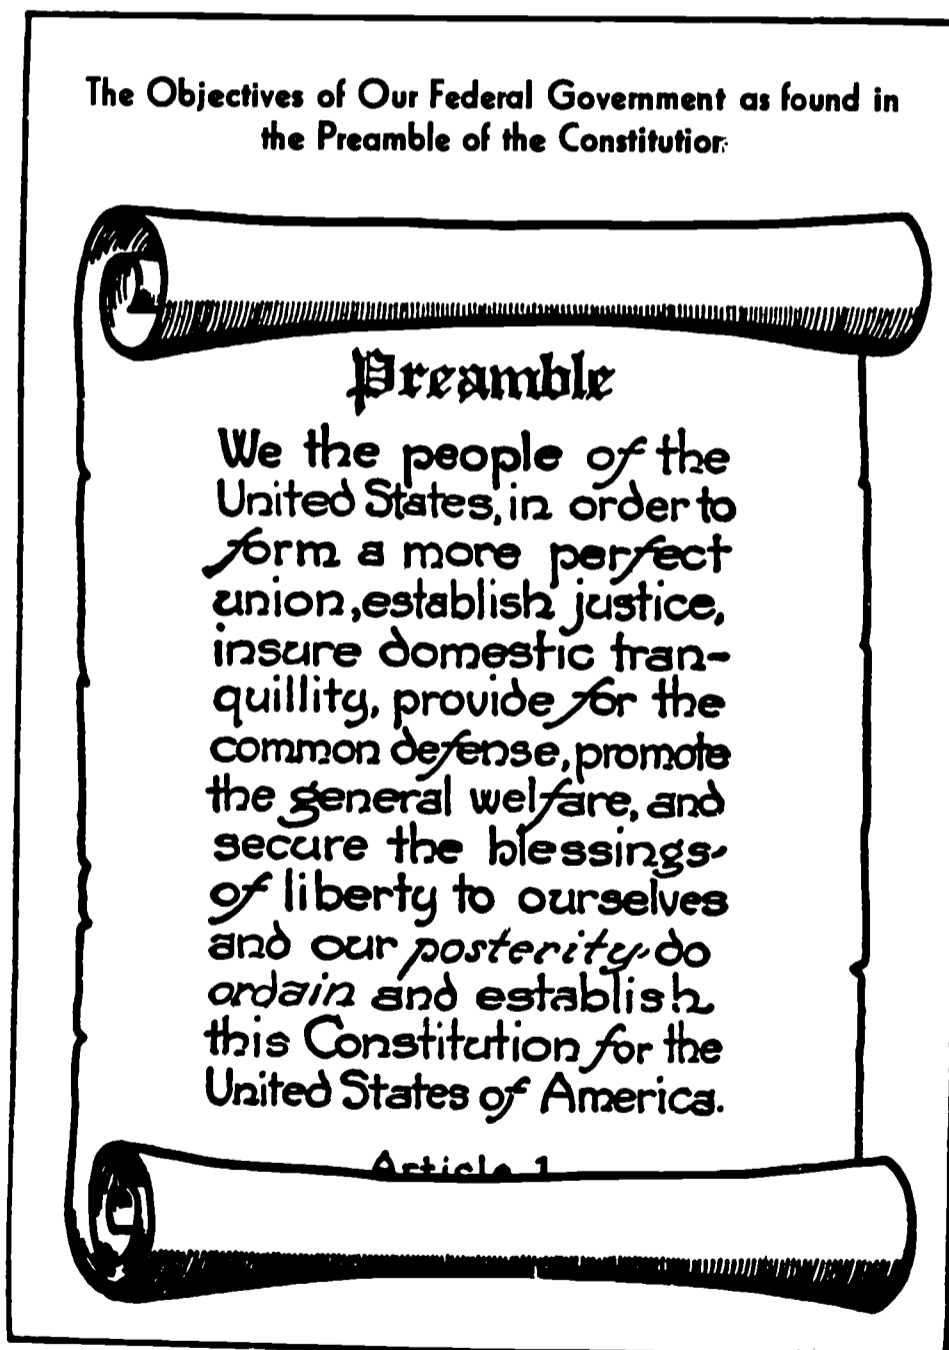 The Objectives of Our Federal Government as found in
the Preamble of the Constitution
Preamble
We the people of the
United States, in order to
form a more perfect
union, establish justice,
insure domestic tran-
quillity, provide for the
common defense, promote
the general welfare, and
secure the blessings
of liberty to ourselves
and our posterity, do
ordain and establish
this Constitution for the
United States of America.
Article 1